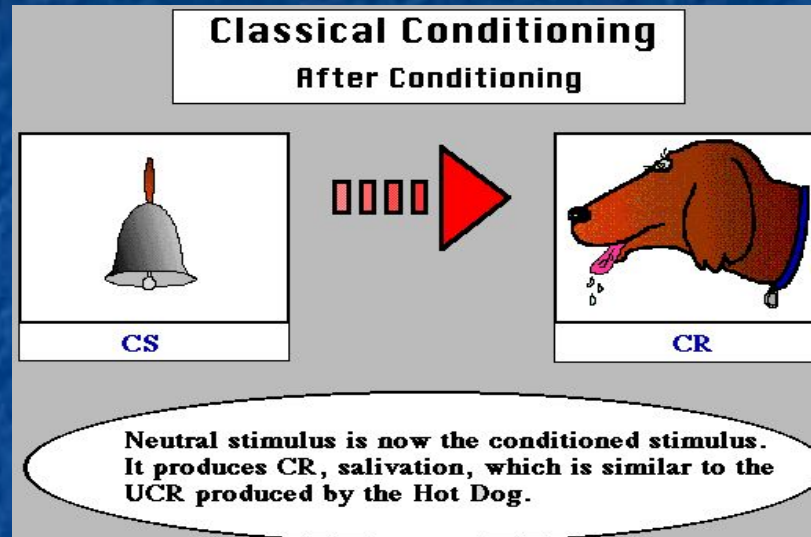 Classical Conditioning
After Conditioning
CS
CR
Neutral stimulus is now the conditioned stimulus.
It produces CR, salivation, which is similar to the
UCR produced by the Hot Dog.